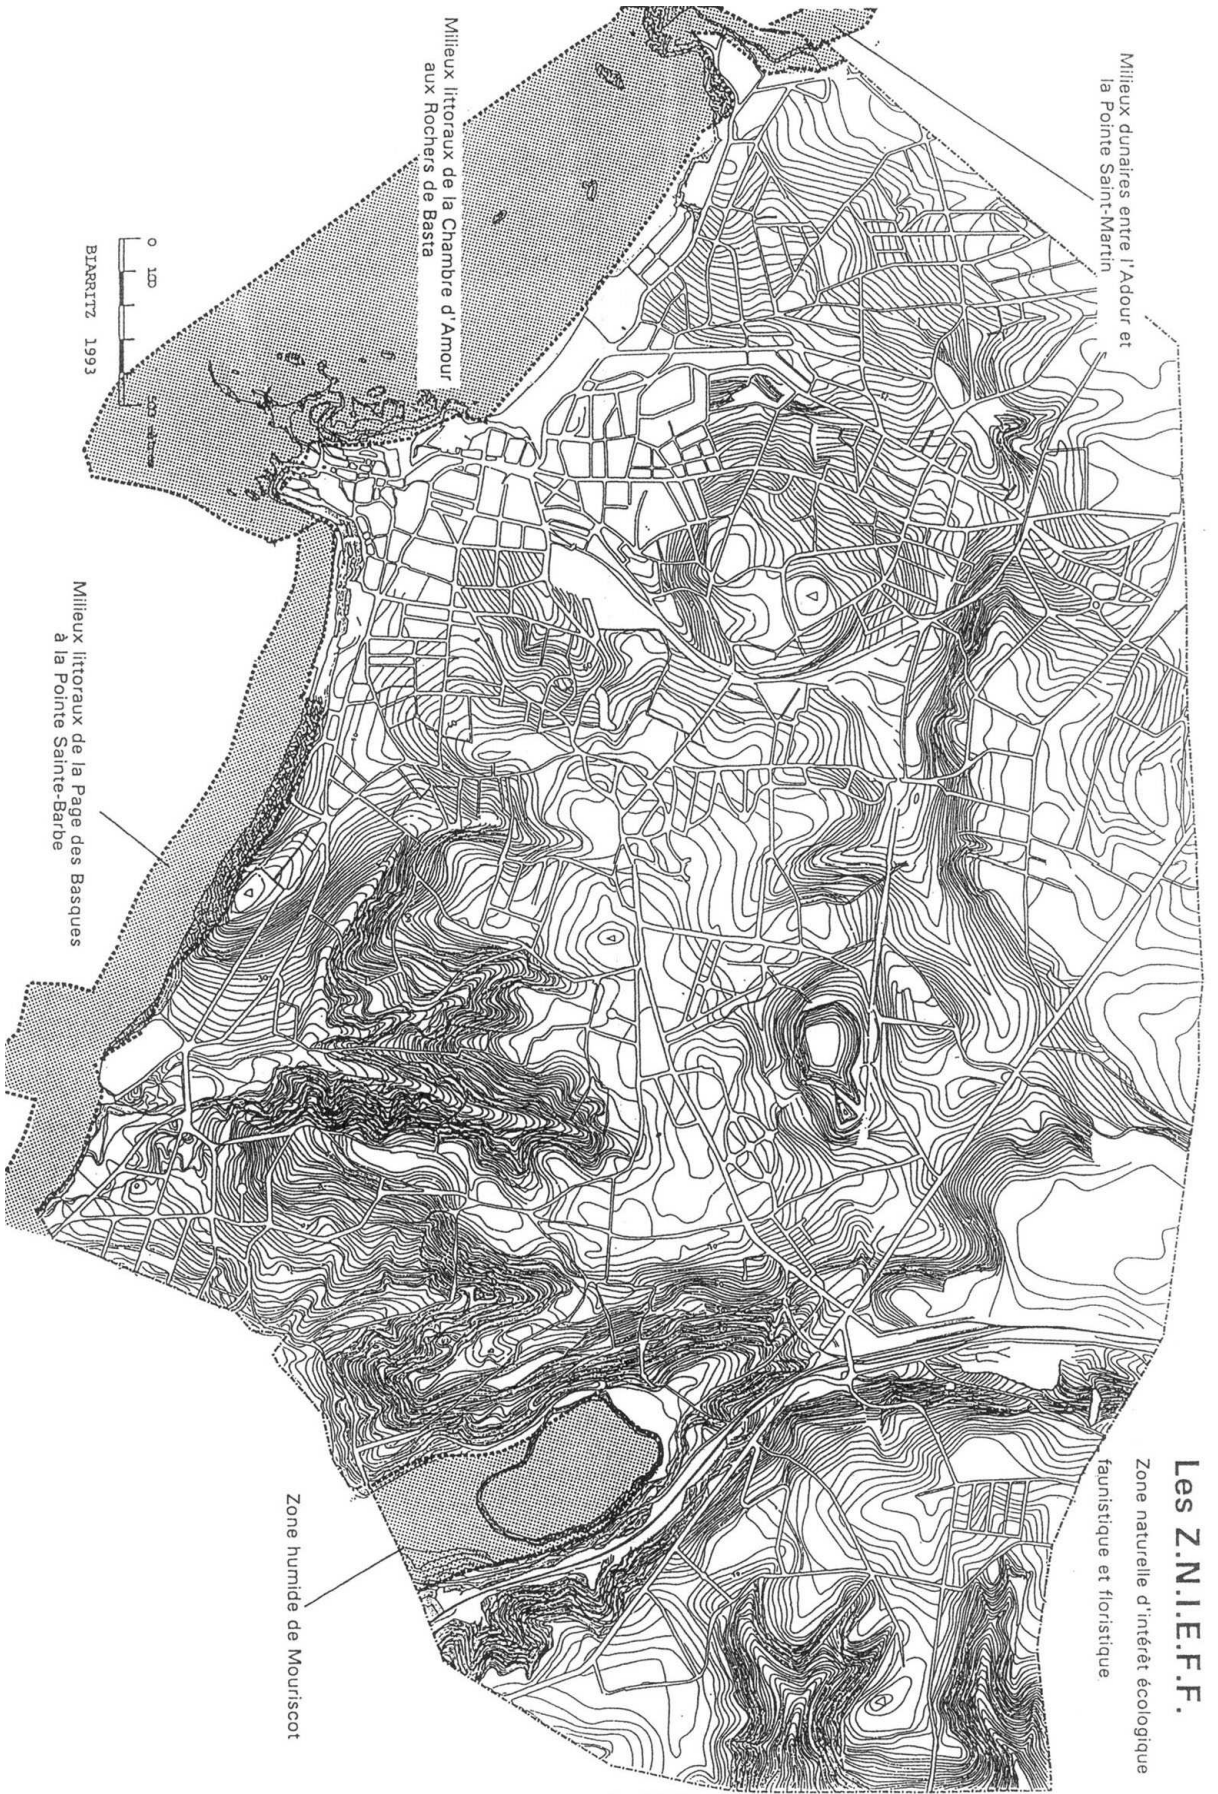 Les Z.N.I.E.F.F.
Zone naturelle d'intérêt écologique
faunistique et floristique
Milieux dunaires entre l'Adour et
la Pointe Saint-Martin
Milieux littoraux de la Chambre d'Amour
aux Rochers de Basta
Milieux littoraux de la Page des Basques
à la Pointe Sainte-Barbe
Zone humide de Mouriscot
0 100
BIARRITZ 1993